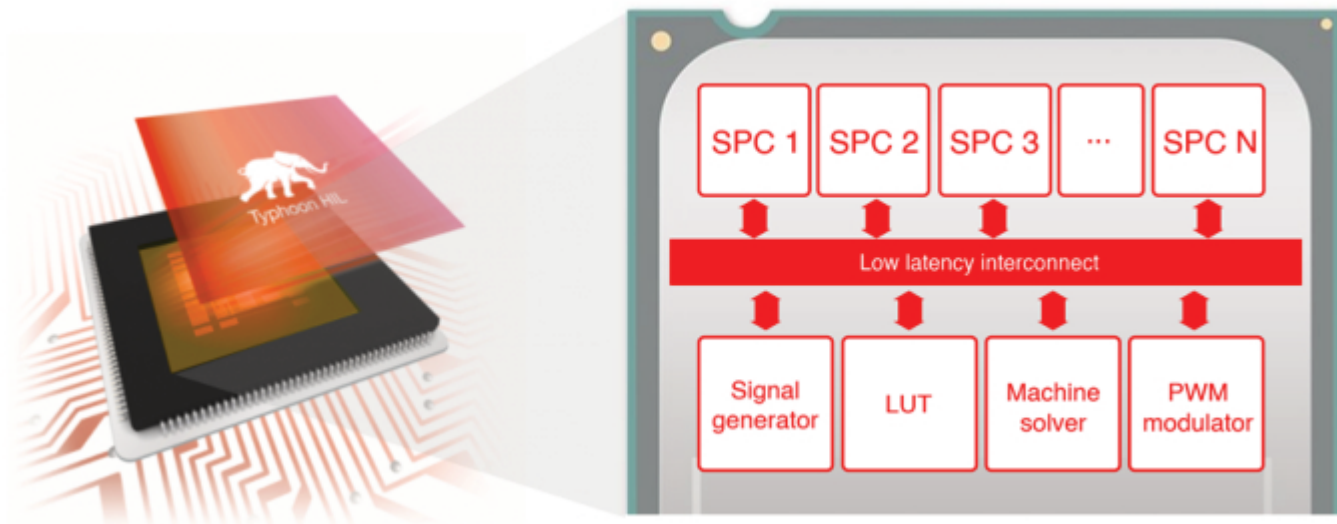 Typhoon HIL
SPC 1
SPC 2
SPC 3
...
SPC N
Low latency interconnect
Signal
generator
LUT
Machine
solver
PWM
modulator